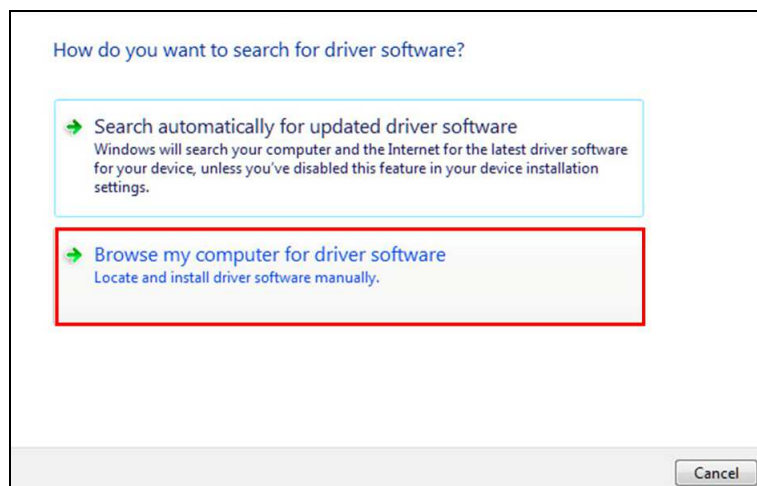 How do you want to search for driver software?
Search automatically for updated driver software
Windows will search your computer and the Internet for the latest driver software
for your device, unless you've disabled this feature in your device installation
settings.
Browse my computer for driver software
Locate and install driver software manually.
Cancel